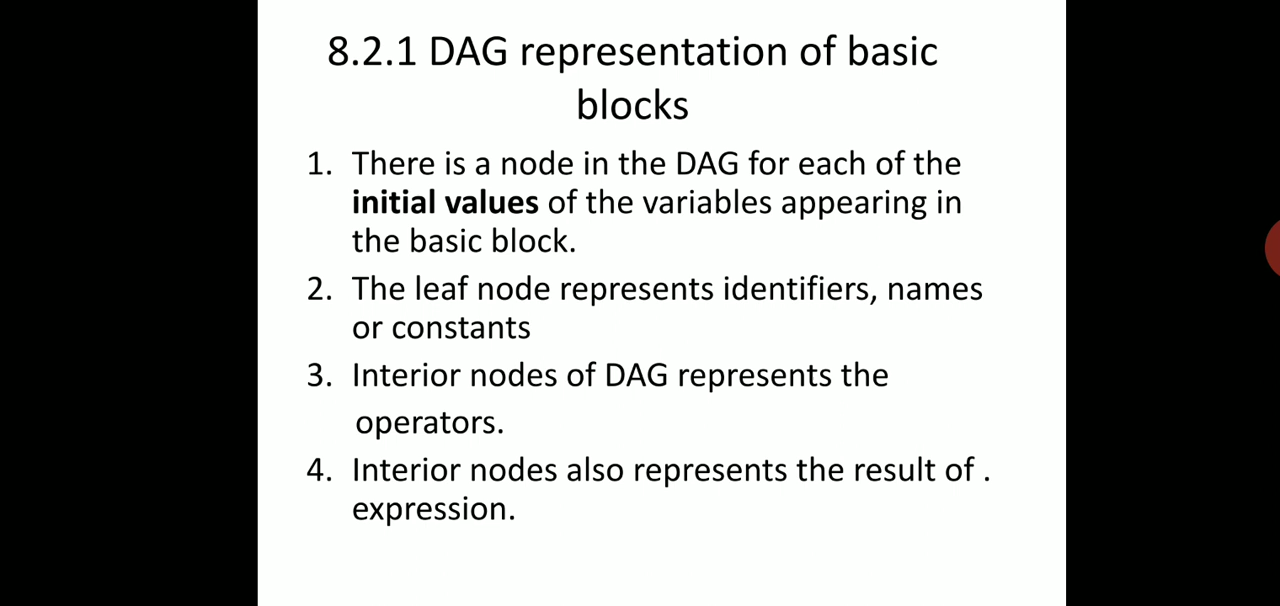 8.2.1 DAG representation of basic
blocks
1. There is a node in the DAG for each of the
initial values of the variables appearing in
the basic block.
2. The leaf node represents identifiers, names
or constants
3. Interior nodes of DAG represents the
operators.
4. Interior nodes also represents the result of .
expression.